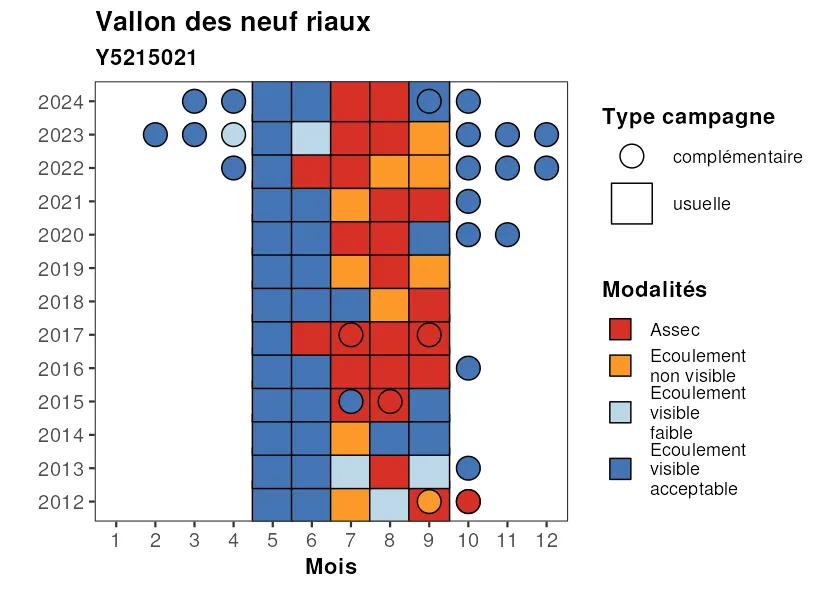 Vallon des neuf riaux
Y5215021
2024
2023
2022
2021
2020
2019
2018
2017
2016
2015
2014
2013
2012
1 2 3 4 5 6 7 8 9 10 11 12
Mois
Type campagne
complémentaire
usuelle
Modalités
Assec
Ecoulement
non visible
Ecoulement
visible
faible
Ecoulement
visible
acceptable